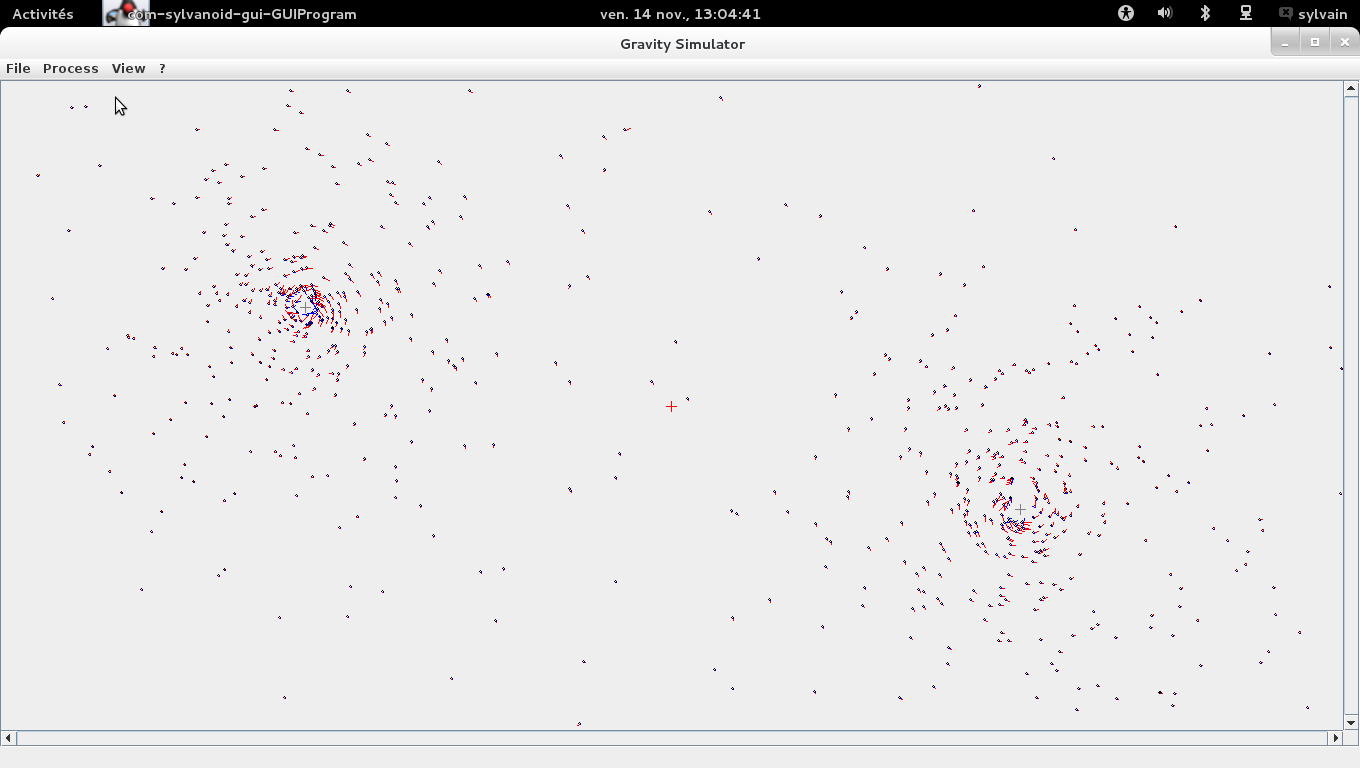 Activités com-sylvanoid-gui-GUIProgram ven. 14 nov., 13:04:41 sylvain
Gravity Simulator
File Process View ?